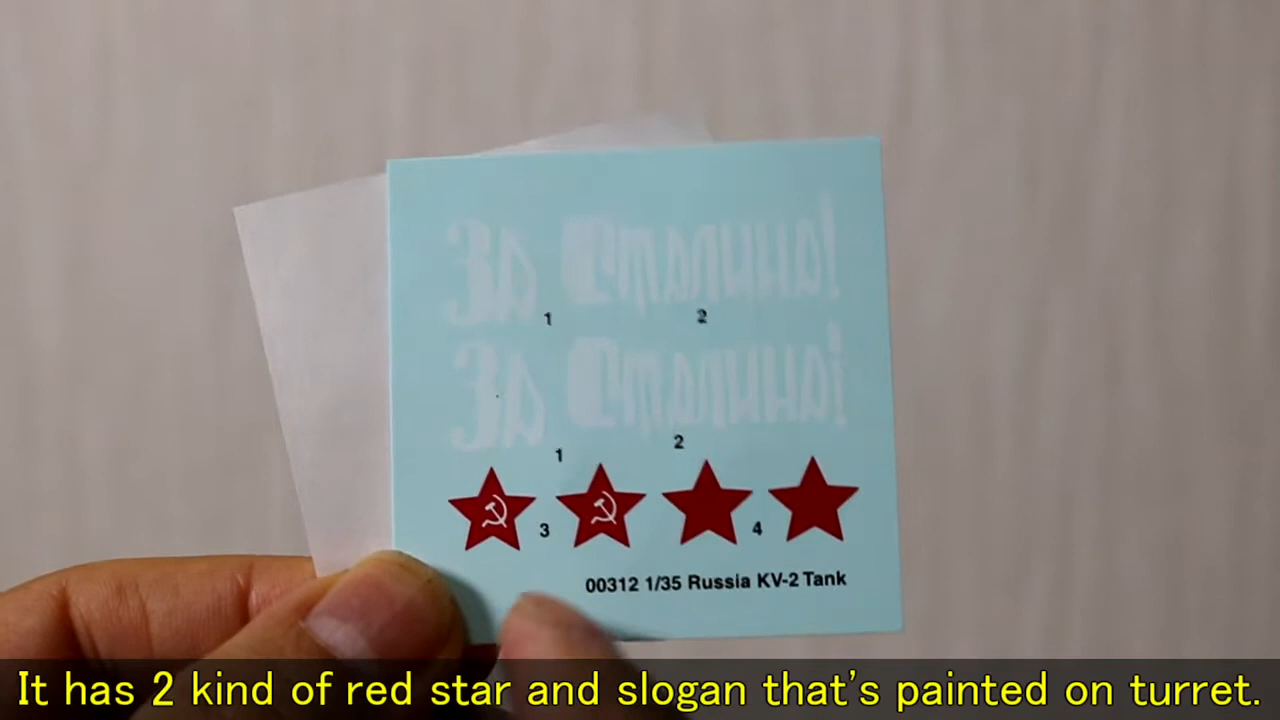 За Сталина!
1 2
За Сталина!
1 2
3 4
00312 1/35 Russia KV-2 Tank
It has 2 kind of red star and slogan that's painted on turret.